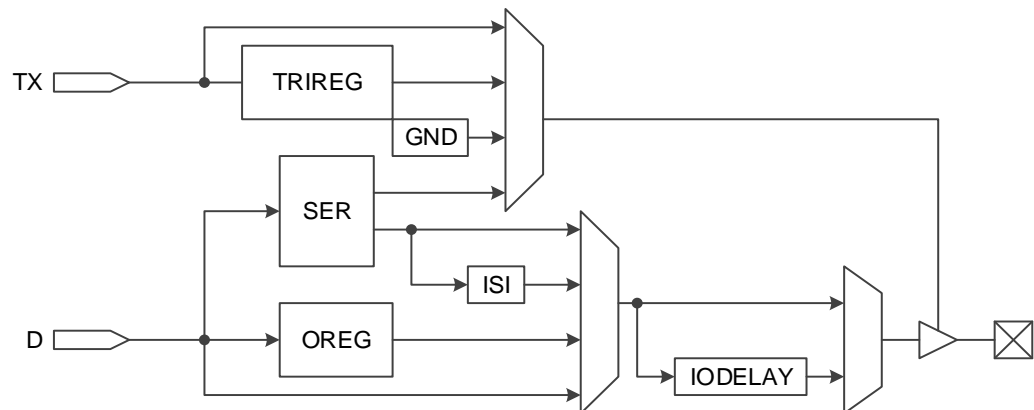 TX
TRIREG
GND
SER
ISI
D
OREG
IODELAY